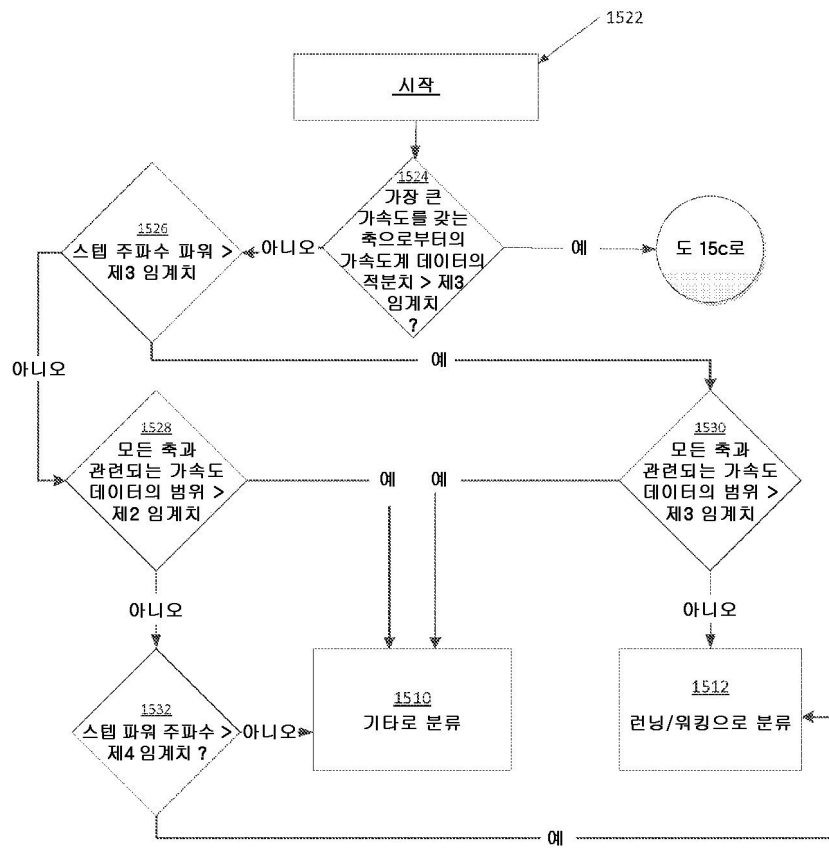 1522
시작
1524
가장 큰
가속도를 갖는
축으로부터의
가속도계 데이터의
적분치 > 제3
임계치
?
아니오
예
도 15c로
1526
스텝 주파수 파워 >
제3 임계치
아니오
예
1528
모든 축과
관련되는 가속도
데이터의 범위 >
제2 임계치
예
예
1530
모든 축과
관련되는 가속도
데이터의 범위 >
제3 임계치
아니오
아니오
1532
스텝 파워 주파수 >
제4 임계치 ?
아니오
1510
기타로 분류
1512
런닝/워킹으로 분류
예